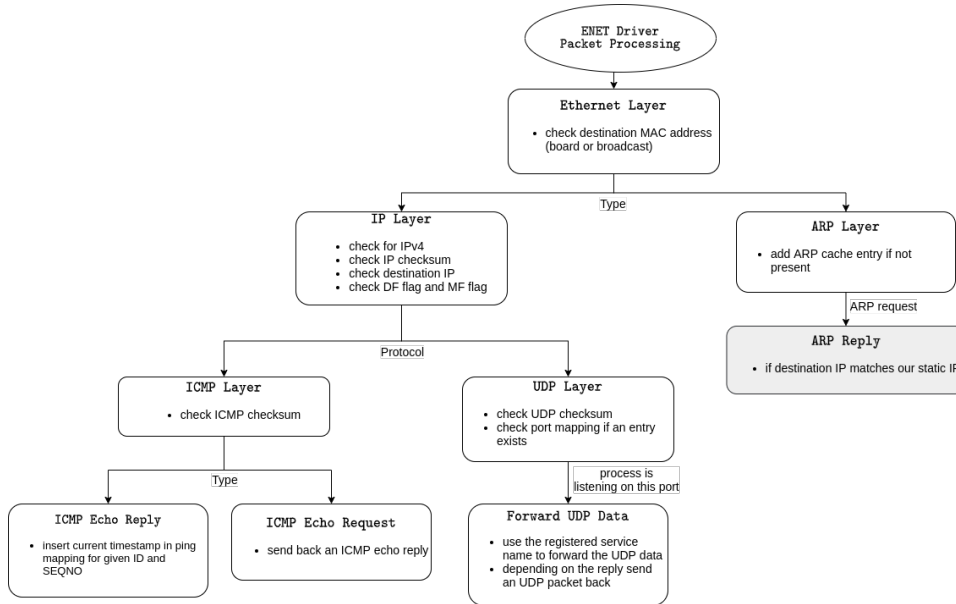 ENET Driver
Packet Processing
Ethernet Layer
• check destination MAC address
(board or broadcast)
Type
IP Layer
• check for IPv4
• check IP checksum
• check destination IP
• check DF flag and MF flag
ARP Layer
• add ARP cache entry if not
present
ARP request
Protocol
ARP Reply
• if destination IP matches our static IP
ICMP Layer
• check ICMP checksum
UDP Layer
• check UDP checksum
• check port mapping if an entry
exists
Type
process is
listening on this port
ICMP Echo Reply
• insert current timestamp in ping
mapping for given ID and
SEQNO
ICMP Echo Request
• send back an ICMP echo reply
Forward UDP Data
• use the registered service
name to forward the UDP data
• depending on the reply send
an UDP packet back